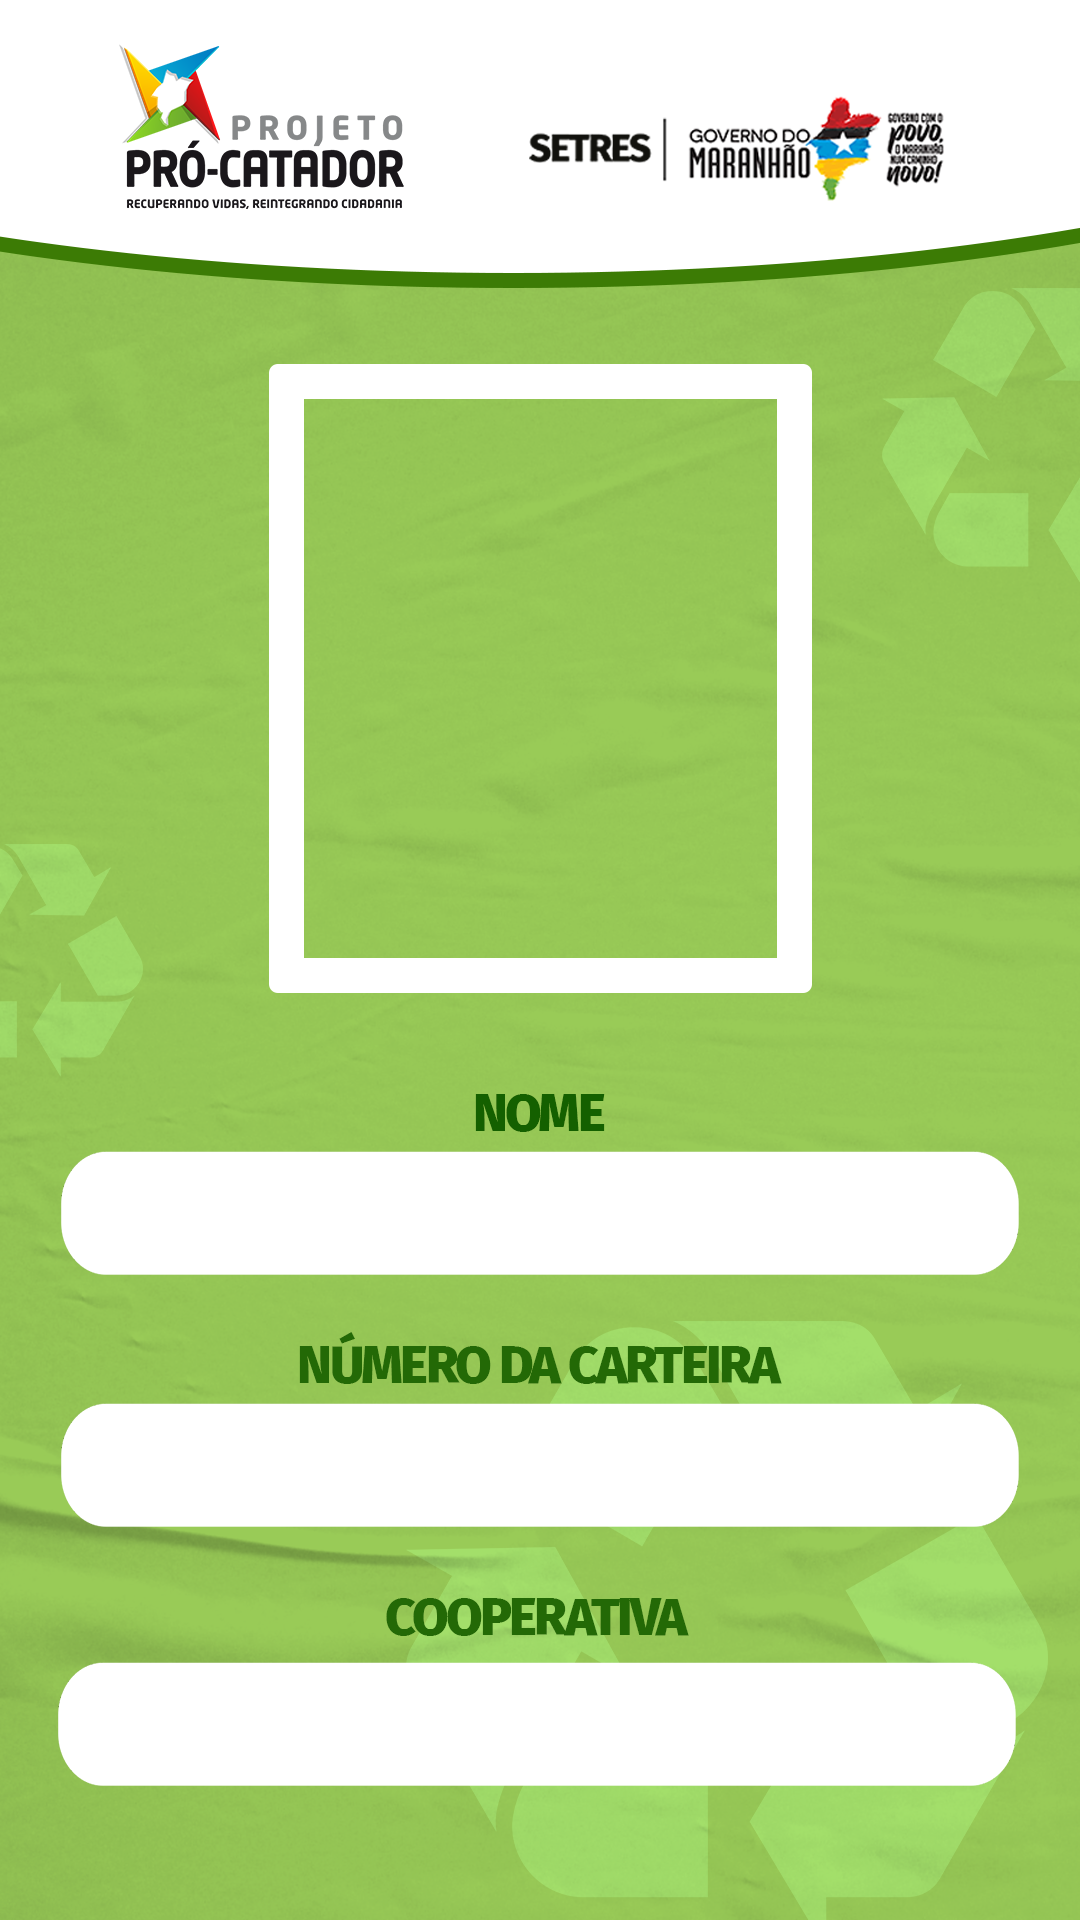 PROJETO
PRÓ-CATADOR
RECUPERANDO VIDAS, REINTEGRANDO CIDADANIA
SETRES
GOVERNO DO
MARANHÃO
GOVERNO COM O
povo,
O MARANHÃO
NUM CAMINHO
novo!
NOME
NÚMERO DA CARTEIRA
COOPERATIVA